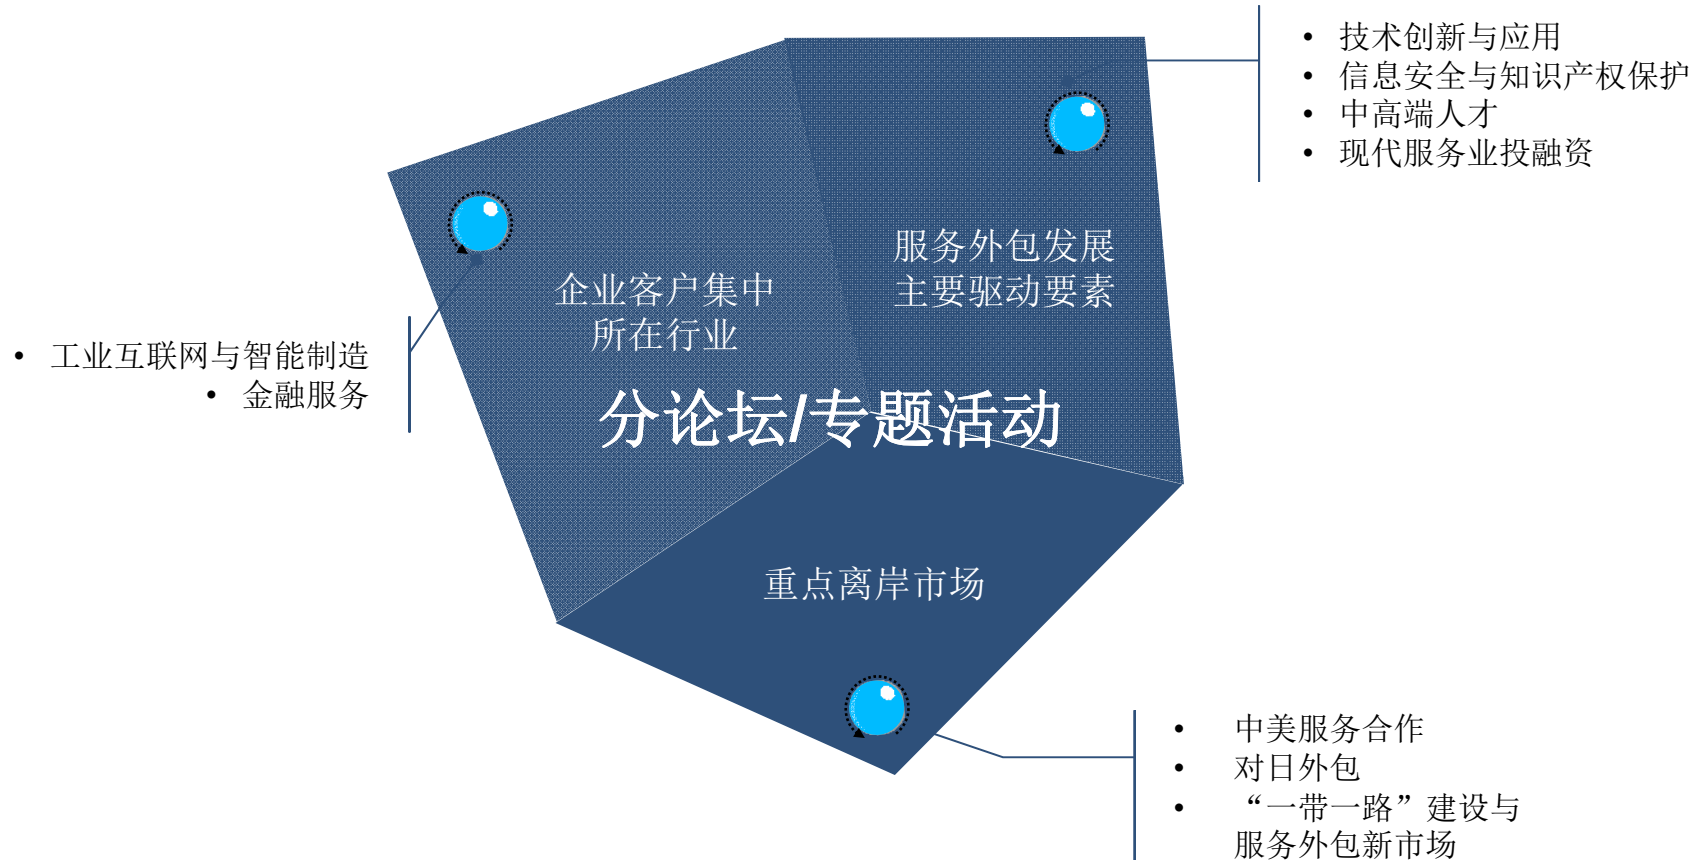 • 技术创新与应用
• 信息安全与知识产权保护
• 中高端人才
• 现代服务业投融资
服务外包发展
主要驱动要素
企业客户集中
所在行业
• 工业互联网与智能制造
• 金融服务
分论坛/专题活动
重点离岸市场
• 中美服务合作
• 对日外包
• “一带一路”建设与
服务外包新市场